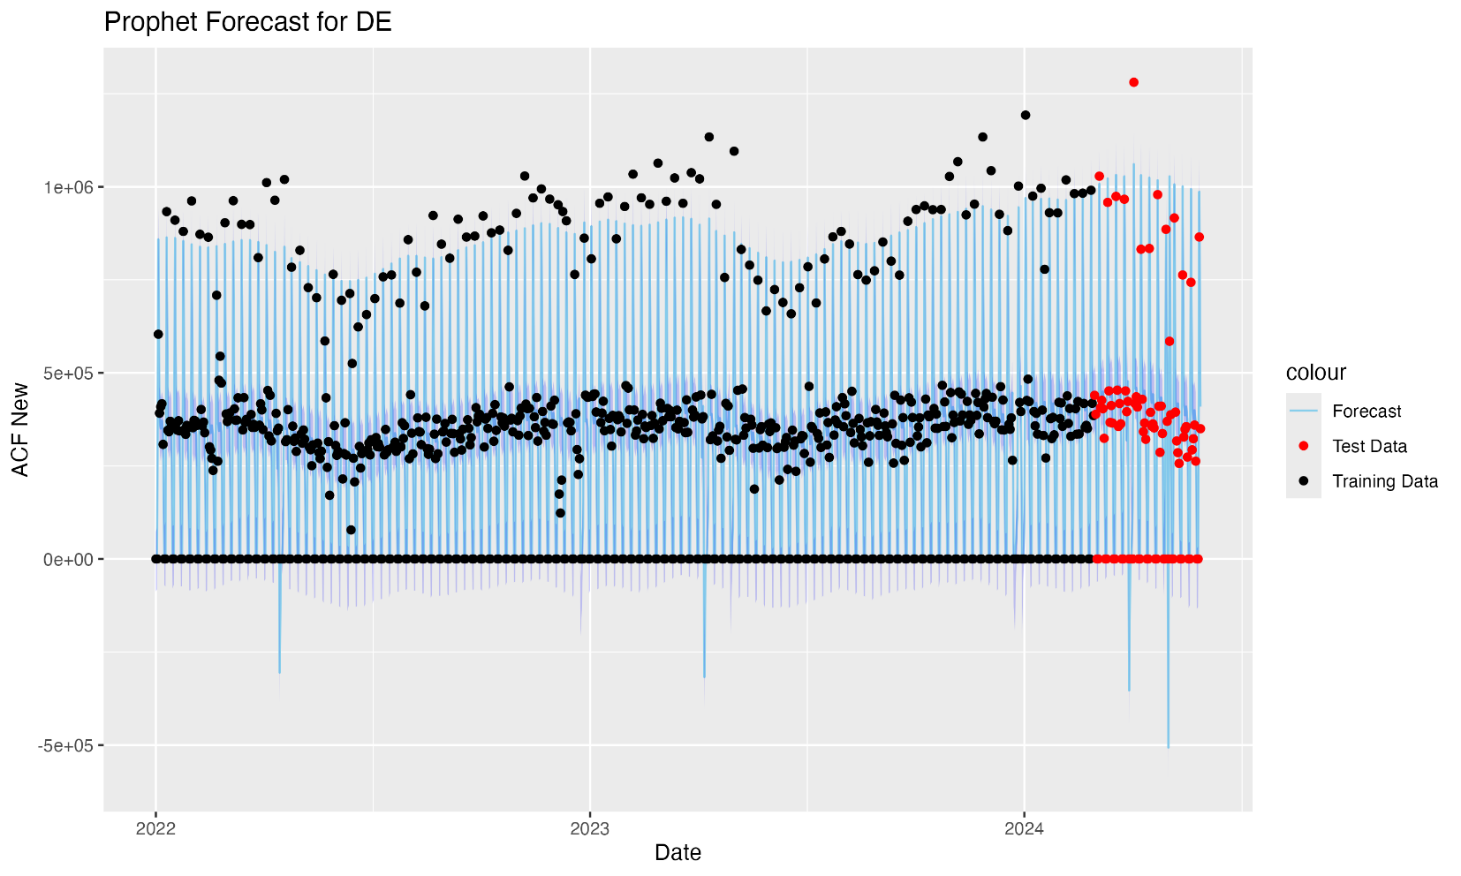 Prophet Forecast for DE
ACF New
1e+06
5e+05
0e+00
-5e+05
2022
2023
2024
Date
colour
Forecast
Test Data
Training Data